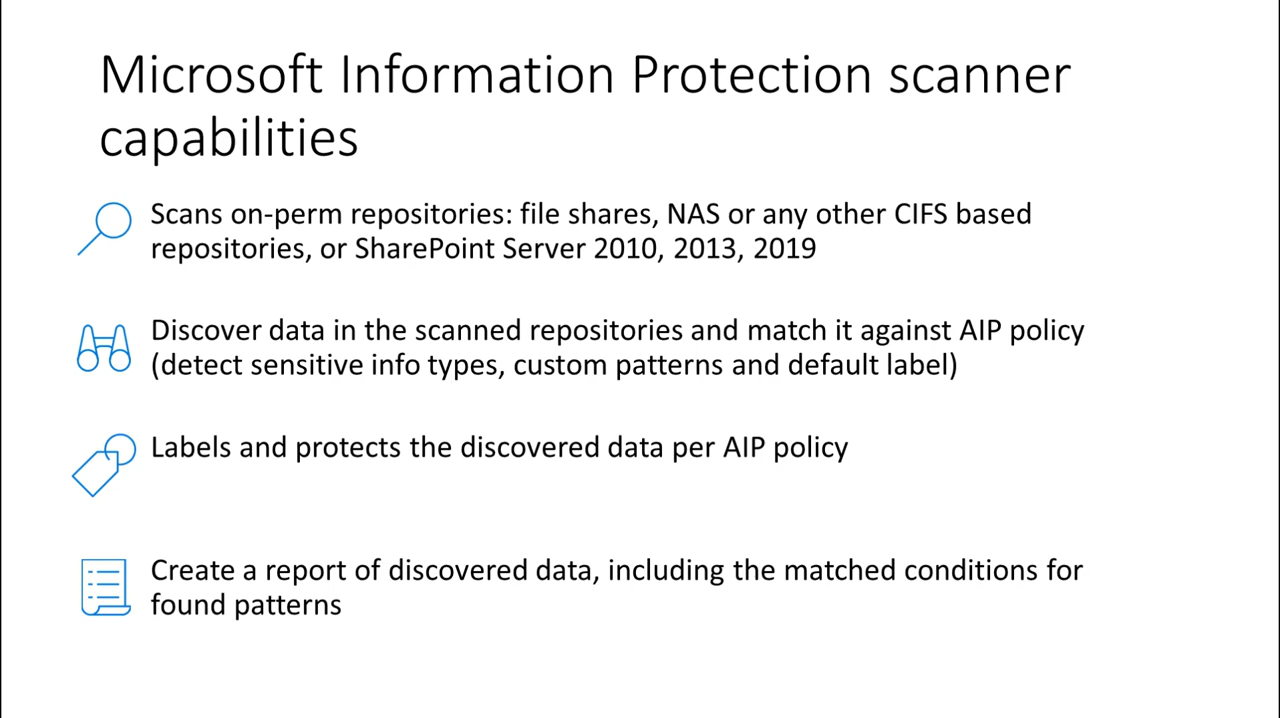 Microsoft Information Protection scanner
capabilities
Scans on-perm repositories: file shares, NAS or any other CIFS based
repositories, or SharePoint Server 2010, 2013, 2019
Discover data in the scanned repositories and match it against AIP policy
(detect sensitive info types, custom patterns and default label)
Labels and protects the discovered data per AIP policy
Create a report of discovered data, including the matched conditions for
found patterns